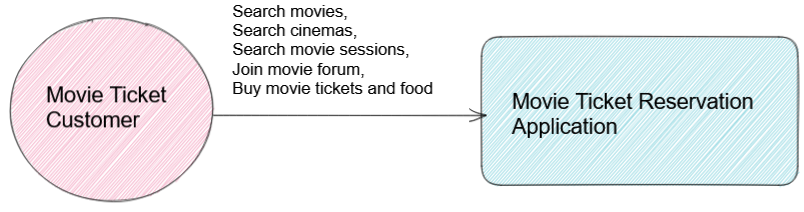 Search movies,
Search cinemas,
Search movie sessions,
Join movie forum,
Buy movie tickets and food
Movie Ticket
Customer
Movie Ticket Reservation
Application